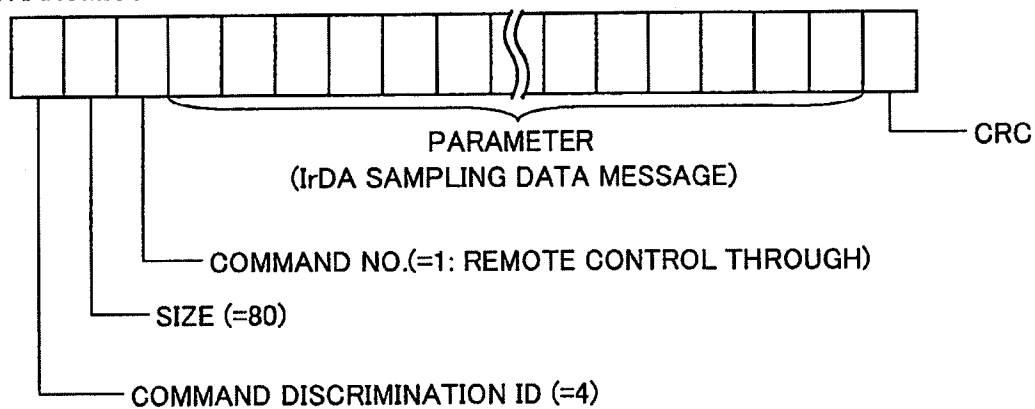 PARAMETER
CRC
(IrDA SAMPLING DATA MESSAGE)
COMMAND NO.(=1: REMOTE CONTROL THROUGH)
SIZE (=80)
COMMAND DISCRIMINATION ID (=4)